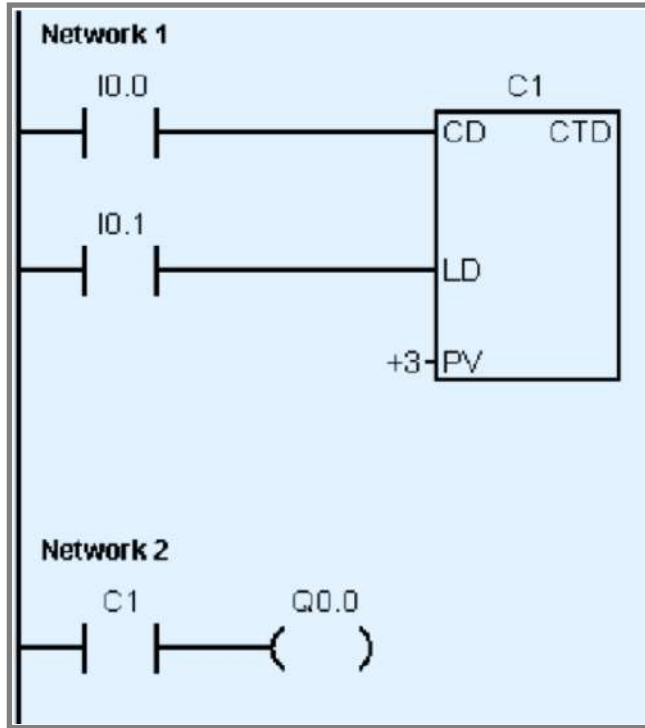 Network 1
I0.0
C1
CD CTD
I0.1
LD
+3 PV
Network 2
C1 Q0.0